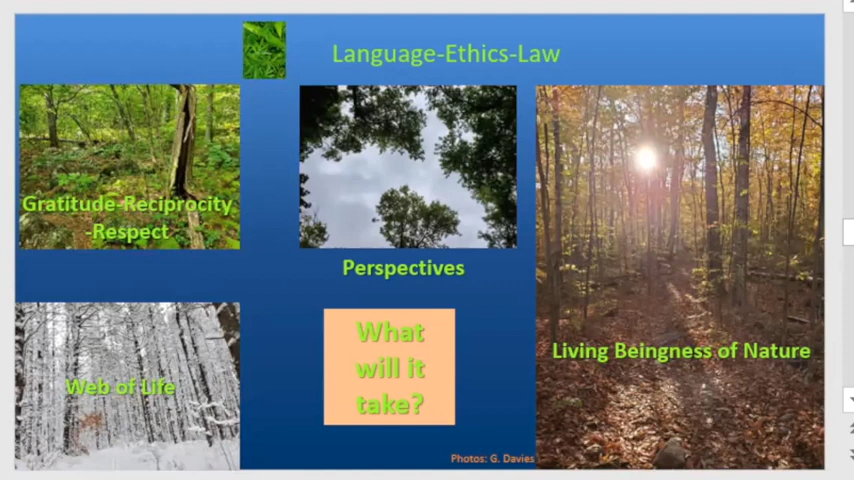 Language-Ethics-Law
Gratitude-Reciprocity
-Respect
Perspectives
Web of Life
What
will it
take?
Living Beingness of Nature
Photos: G. Davies